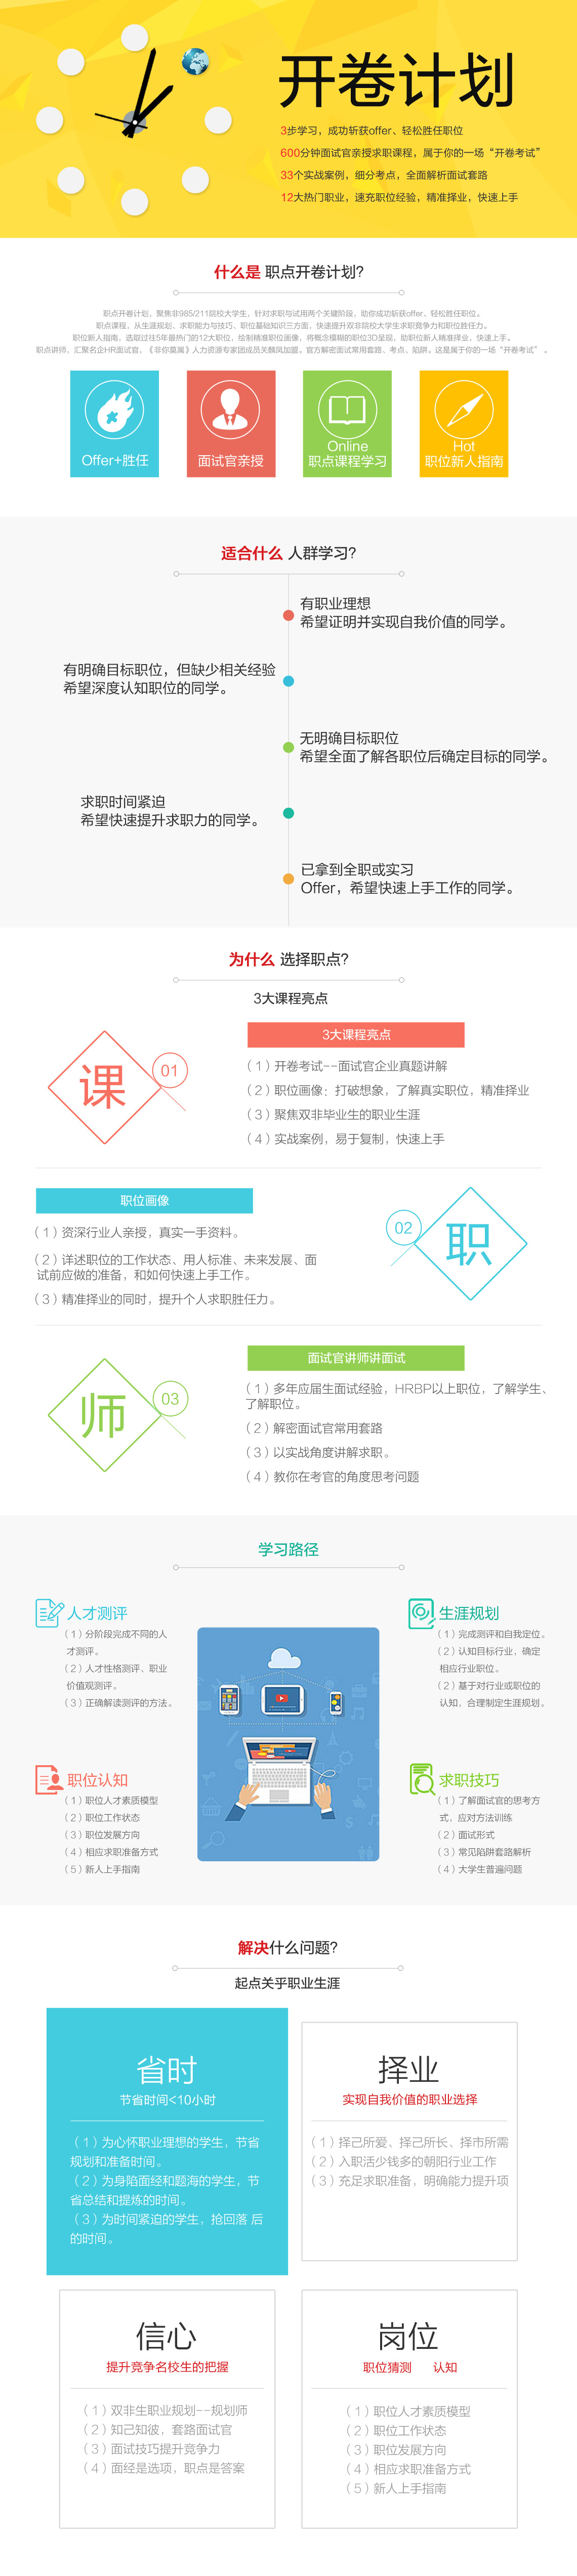 开卷计划
3步学习，成功斩获offer、轻松胜任职位
600分钟面试官亲授求职课程，属于你的一场“开卷考试”
33个实战案例，细分考点，全面解析面试套路
12大热门职业，速充职位经验，精准择业，快速上手
什么是 职点开卷计划?
职点开卷计划，聚焦非985/211院校大学生，针对求职与试用两个关键阶段，助你成功斩获offer、轻松胜任职位。
职点课程，从生涯规划、求职能力与技巧、职位基础知识三方面，快速提升双非院校大学生求职竞争力和职位胜任力。
职位新人指南，选取过往5年最热门的12大职位，绘制精准职位画像，将概念模糊的职位3D呈现，助职位新人精准择业，快速上手。
职点讲师，汇聚名企HR面试官、《非你莫属》人力资源专家团成员关魏凤加盟，官方解密面试常用套路、考点、陷阱。这是属于你的一场“开卷考试” 。
Offer+胜任
面试官亲授
Online
职点课程学习
Hot
职位新人指南
适合什么 人群学习?
有职业理想
希望证明并实现自我价值的同学。
有明确目标职位，但缺少相关经验
希望深度认知职位的同学。
无明确目标职位
希望全面了解各职位后确定目标的同学。
求职时间紧迫
希望快速提升求职力的同学。
已拿到全职或实习
Offer，希望快速上手工作的同学。
为什么 选择职点?
3大课程亮点
课
01
3大课程亮点
（1）开卷考试--面试官企业真题讲解
（2）职位画像：打破想象，了解真实职位，精准择业
（3）聚焦双非毕业生的职业生涯
（4）实战案例，易于复制，快速上手
职位画像
（1）资深行业人亲授，真实一手资料。
（2）详述职位的工作状态、用人标准、未来发展、面
试前应做的准备，和如何快速上手工作。
（3）精准择业的同时，提升个人求职胜任力。
02
职
师
03
面试官讲师讲面试
（1）多年应届生面试经验，HRBP以上职位，了解学生、
了解职位。
（2）解密面试官常用套路
（3）以实战角度讲解求职。
（4）教你在考官的角度思考问题
学习路径
人才测评
（1）分阶段完成不同的人
才测评。
（2）人才性格测评、职业
价值观测评。
（3）正确解读测评的方法。
生涯规划
（1）完成测评和自我定位。
（2）认知目标行业，确定
相应行业职位。
（2）基于对行业或职位的
认知，合理制定生涯规划。
职位认知
（1）职位人才素质模型
（2）职位工作状态
（3）职位发展方向
（4）相应求职准备方式
（5）新人上手指南
求职技巧
（1）了解面试官的思考方
式，应对方法训练
（2）面试形式
（3）常见陷阱套路解析
（4）大学生普遍问题
解决什么问题?
起点关乎职业生涯
省时
节省时间<10小时
（1）为心怀职业理想的学生，节省
规划和准备时间。
（2）为身陷面经和题海的学生，节
省总结和提炼的时间。
（3）为时间紧迫的学生，抢回落 后
的时间。
择业
实现自我价值的职业选择
（1）择己所爱、择己所长、择市所需
（2）入职活少钱多的朝阳行业工作
（3）充足求职准备，明确能力提升项
信心
提升竞争名校生的把握
（1）双非生职业规划--规划师
（2）知己知彼，套路面试官
（3）面试技巧提升竞争力
（4）面经是选项，职点是答案
岗位
职位猜测 认知
（1）职位人才素质模型
（2）职位工作状态
（3）职位发展方向
（4）相应求职准备方式
（5）新人上手指南